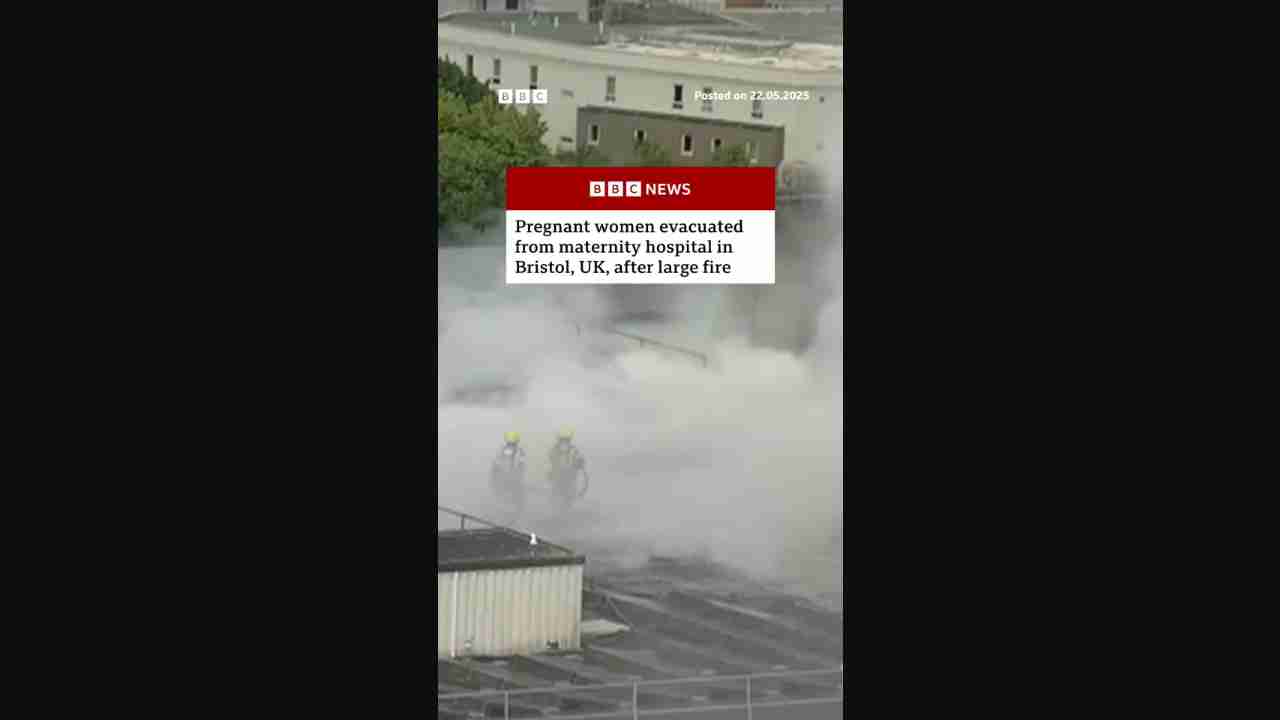 BBC
Posted on 22.05.2025
BBC NEWS
Pregnant women evacuated
from maternity hospital in
Bristol, UK, after large fire